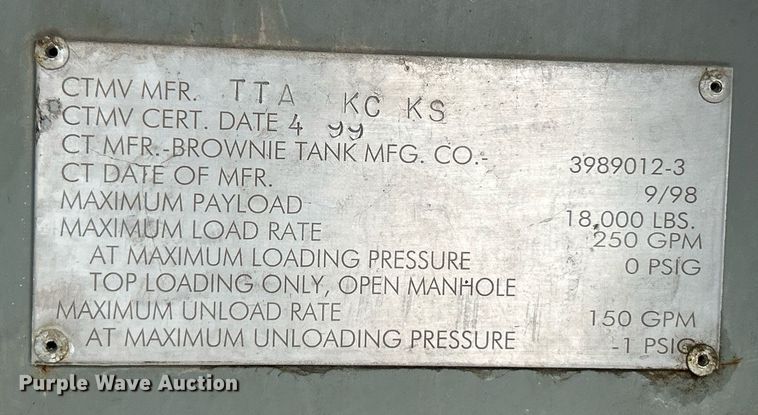 CTMV MFR. TTA KC KS
CTMV CERT. DATE 4 99
CT MFR.-BROWNIE TANK MFG. CO.- 3989012-3
CT DATE OF MFR. 9/98
MAXIMUM PAYLOAD 18,000 LBS.
MAXIMUM LOAD RATE 250 GPM
AT MAXIMUM LOADING PRESSURE 0 PSIG
TOP LOADING ONLY, OPEN MANHOLE
MAXIMUM UNLOAD RATE 150 GPM
AT MAXIMUM UNLOADING PRESSURE -1 PSIG
Purple Wave Auction